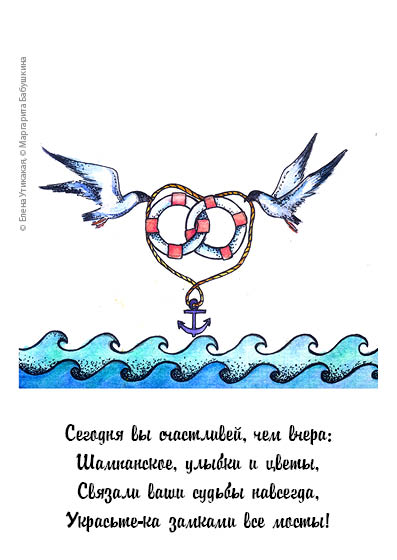 © Елена Утикакая, © Маргарита Бабушкина
Сегодня вы счастливей, чем вчера:
Шампанское, улыбки и цветы,
Связали ваши судьбы навсегда,
Украсьте-ка замками все мосты!